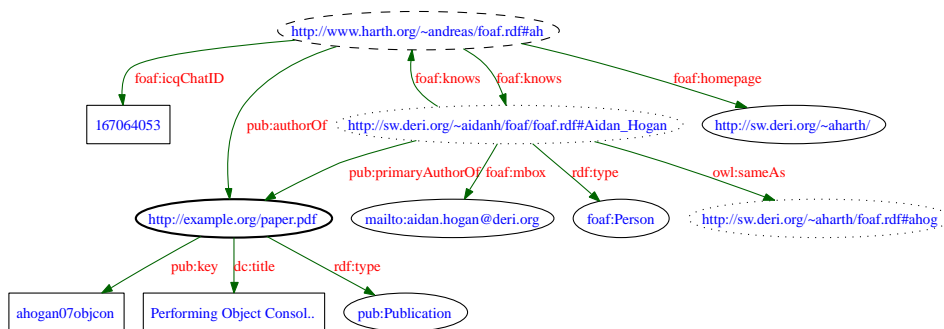 http://www.harth.org/~andreas/foaf.rdf#ah
foaf:icqChatID
foaf:knows
foaf:knows
foaf:homepage
167064053
pub:authorOf
http://sw.deri.org/~aidanh/foaf/foaf.rdf#Aidan_Hogan
http://sw.deri.org/~aharth/
pub:primaryAuthorOf
foaf:mbox
rdf:type
owl:sameAs
http://example.org/paper.pdf
mailto:aidan.hogan@deri.org
foaf:Person
http://sw.deri.org/~aharth/foaf.rdf#ahog
pub:key
dc:title
rdf:type
ahogan07objcon
Performing Object Consol..
pub:Publication